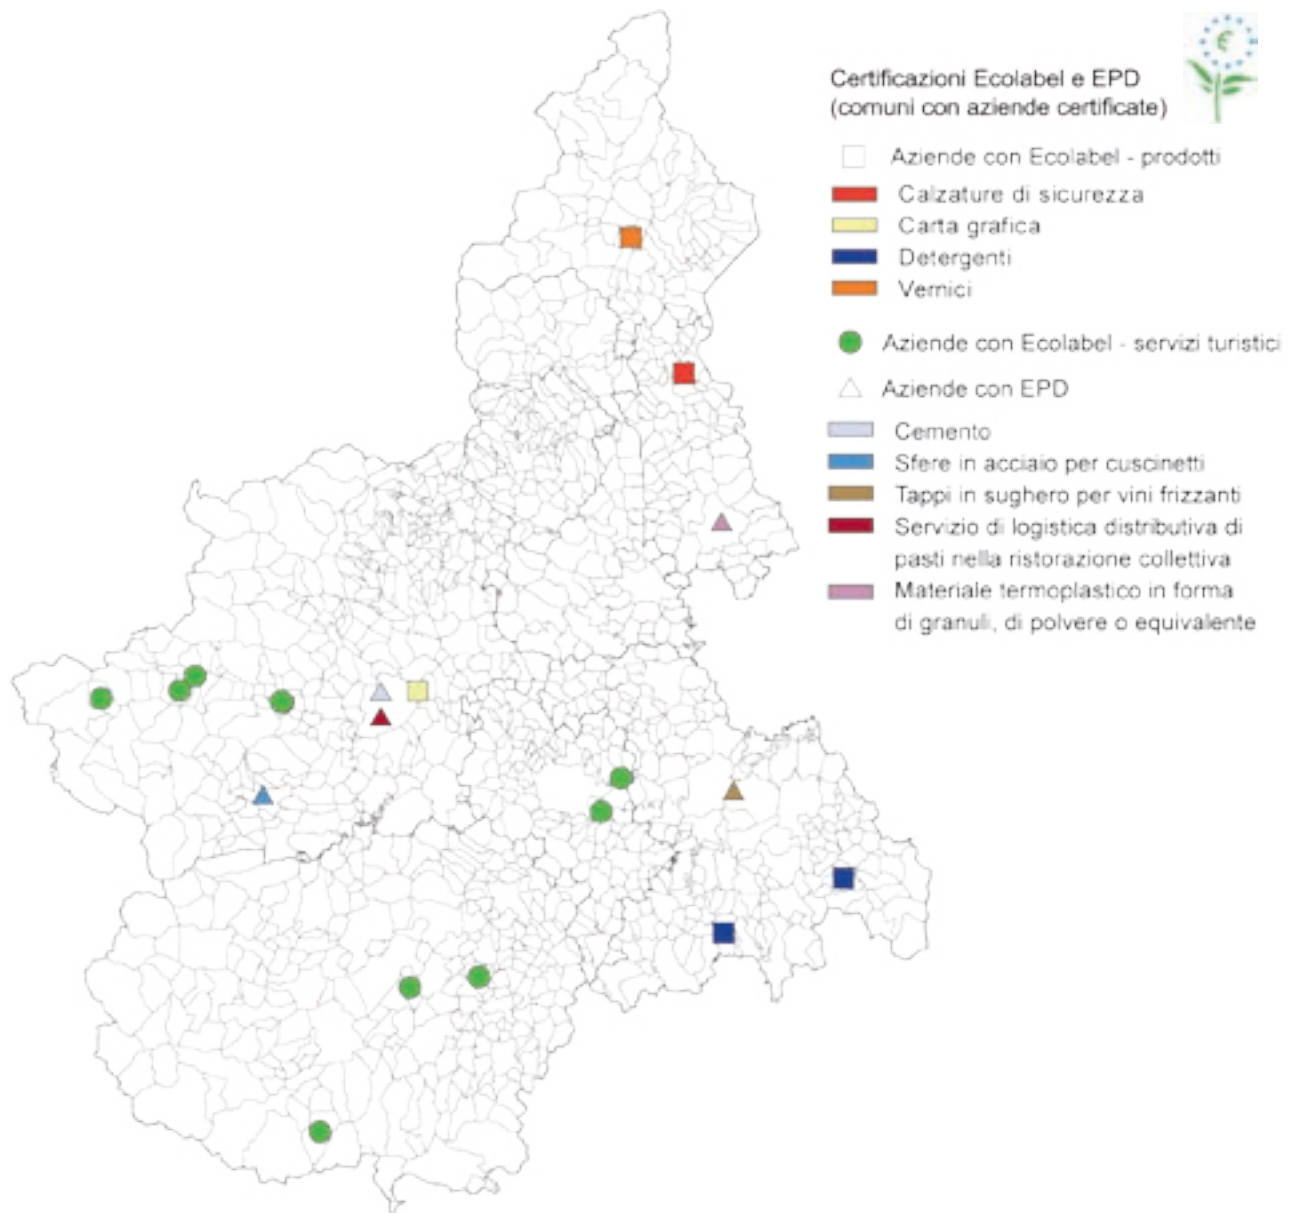 Certificazioni Ecolabel e EPD
(comuni con aziende certificate)
Aziende con Ecolabel - prodotti
Calzature di sicurezza
Carta grafica
Detergenti
Vernici
Aziende con Ecolabel - servizi turistici
Aziende con EPD
Cemento
Sfere in acciaio per cuscinetti
Tappi in sughero per vini frizzanti
Servizio di logistica distributiva di
pasti nella ristorazione collettiva
Materiale termoplastico in forma
di granuli, di polvere o equivalente